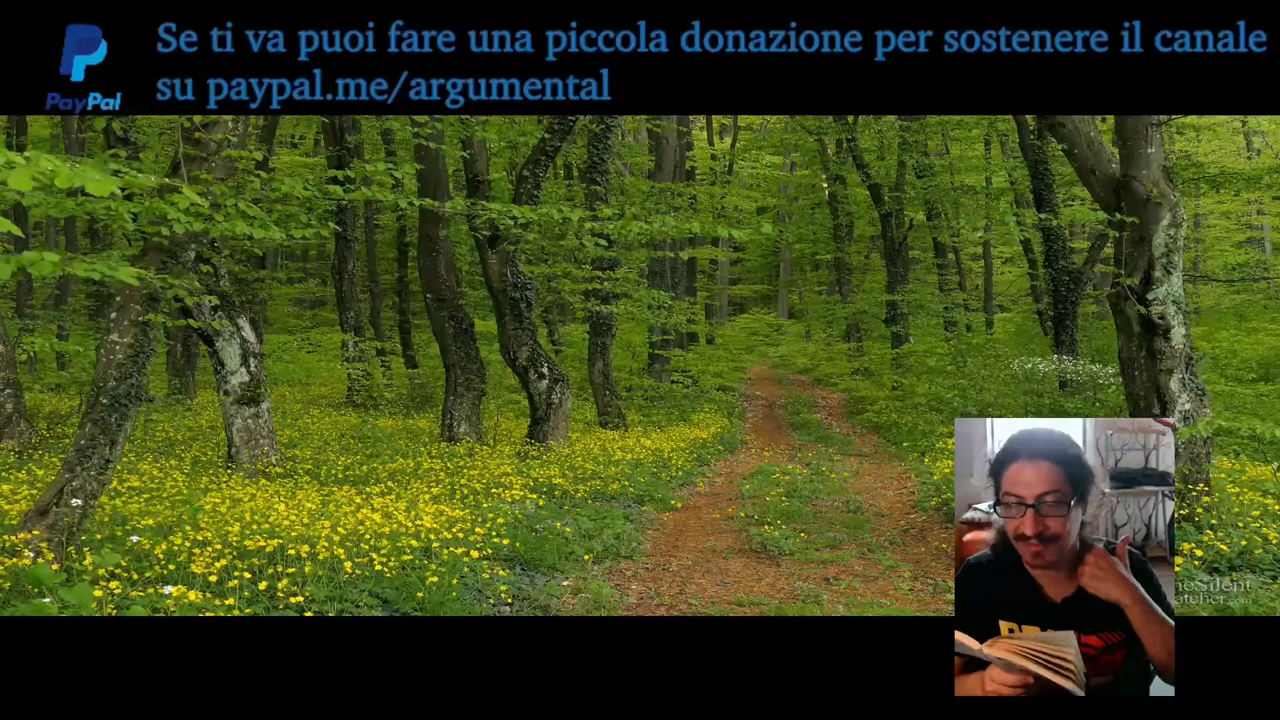 PayPal
Se ti va puoi fare una piccola donazione per sostenere il canale
su paypal.me/argumental